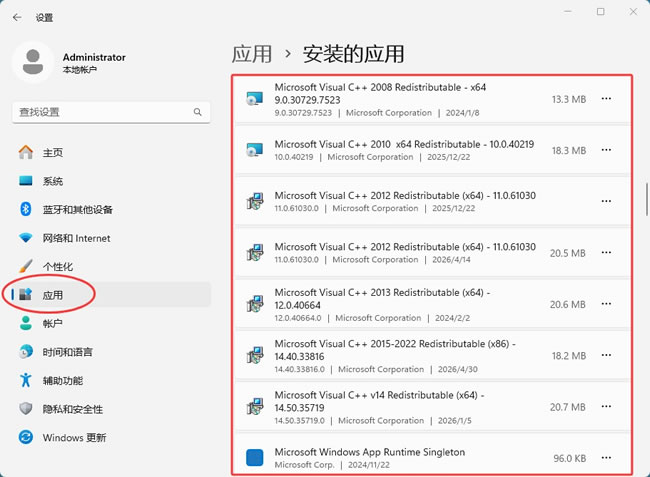 设置
Administrator
本地帐户
查找设置
主页
系统
蓝牙和其他设备
网络和 Internet
个性化
应用
帐户
时间和语言
辅助功能
隐私和安全性
Windows 更新
应用 › 安装的应用
Microsoft Visual C++ 2008 Redistributable - x64
9.0.30729.7523
9.0.30729.7523 | Microsoft Corporation | 2024/1/8
13.3 MB
Microsoft Visual C++ 2010 x64 Redistributable - 10.0.40219
10.0.40219 | Microsoft Corporation | 2025/12/22
18.3 MB
Microsoft Visual C++ 2012 Redistributable (x64) - 11.0.61030
11.0.61030.0 | Microsoft Corporation | 2025/12/22
Microsoft Visual C++ 2012 Redistributable (x64) - 11.0.61030
11.0.61030.0 | Microsoft Corporation | 2026/4/14
20.5 MB
Microsoft Visual C++ 2013 Redistributable (x64) -
12.0.40664
12.0.40664.0 | Microsoft Corporation | 2024/2/2
20.6 MB
Microsoft Visual C++ 2015-2022 Redistributable (x86) -
14.40.33816
14.40.33816.0 | Microsoft Corporation | 2026/4/30
18.2 MB
Microsoft Visual C++ v14 Redistributable (x64) -
14.50.35719
14.50.35719.0 | Microsoft Corporation | 2026/1/5
20.7 MB
Microsoft Windows App Runtime Singleton
Microsoft Corp. | 2024/11/22
96.0 KB